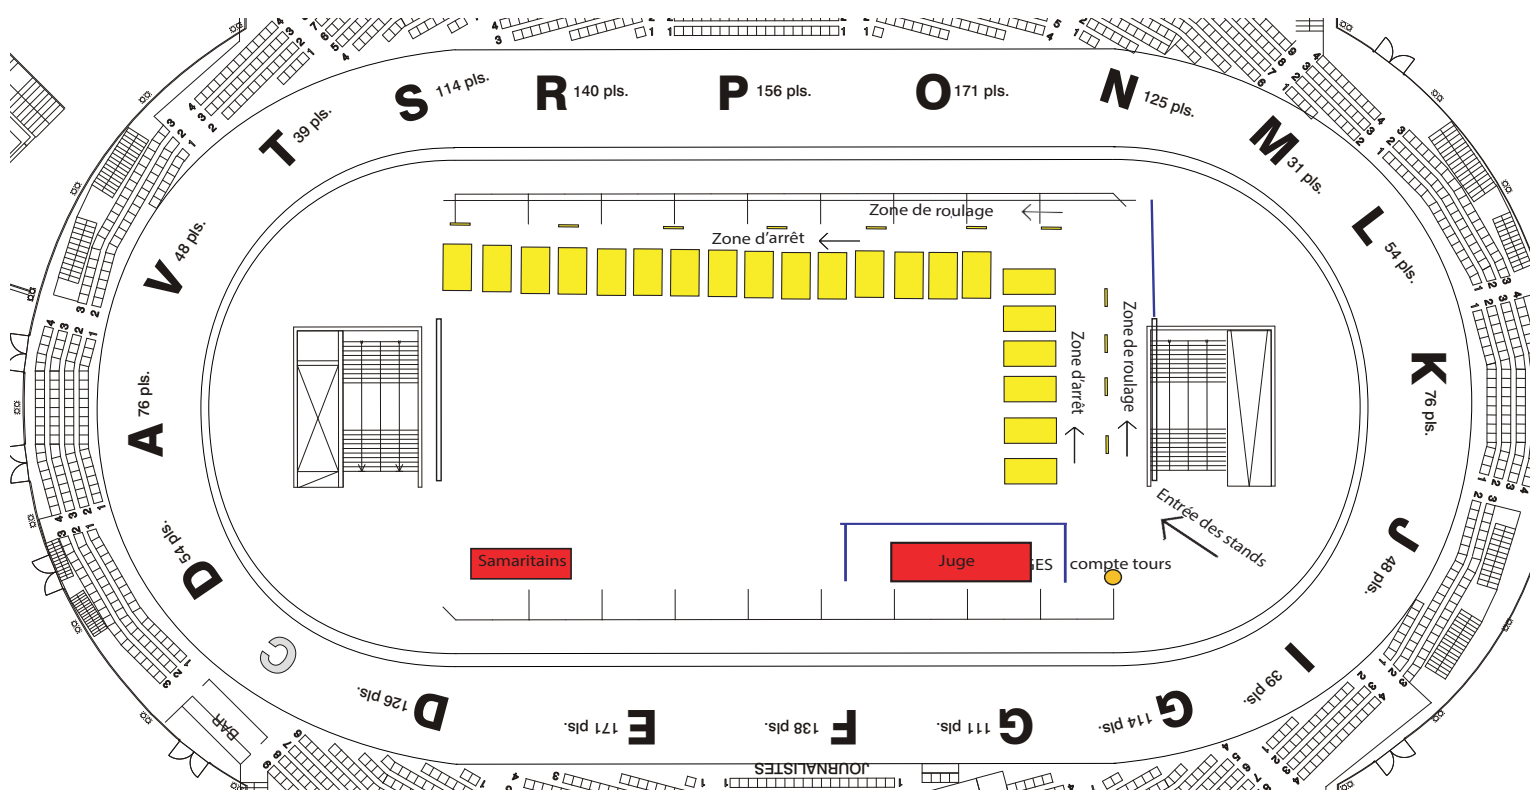 S 114 pls.
R 140 pls.
P 156 pls.
O 171 pls.
N 125 pls.
T 39 pls.
M 31 pls.
L 54 pls.
V 48 pls.
Zone de roulage
Zone d'arrêt
Zone d'arrêt
Zone de roulage
A 76 pls.
K 76 pls.
Entrée des stands
Samaritains
Juge
GES
compte tours
D 54 pls.
J 48 pls.
C
I 39 pls.
D 126 pls.
E 171 pls.
F 138 pls.
G 111 pls.
G 114 pls.
BAR
JOURNALISTES